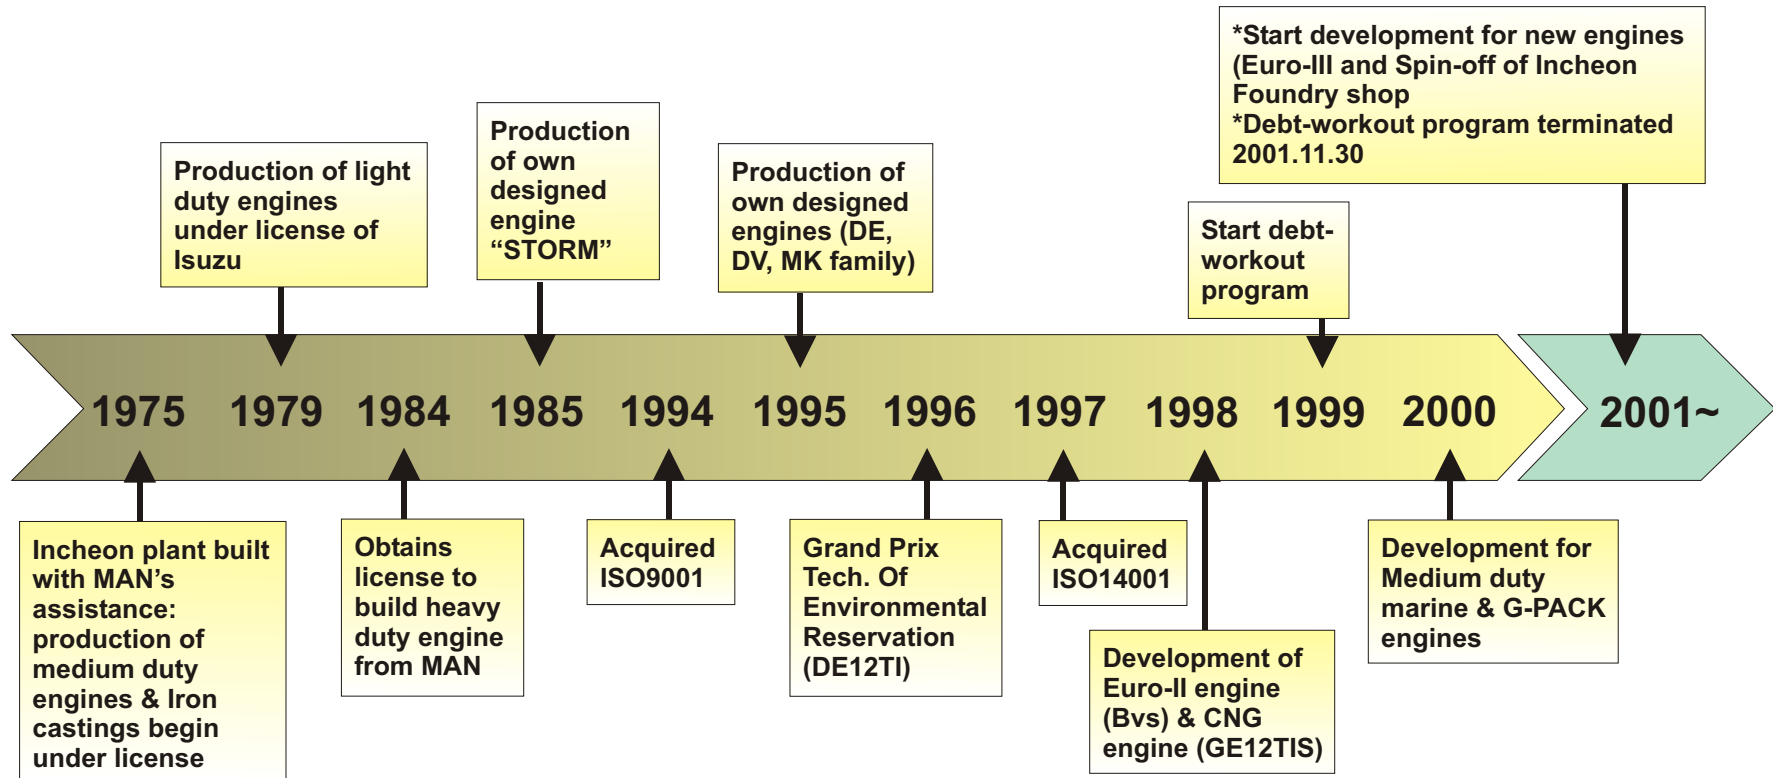 *Start development for new engines
(Euro-III and Spin-off of Incheon
Foundry shop
*Debt-workout program terminated
2001.11.30
Production of light
duty engines
under license of
Isuzu
Production
of own
designed
engine
“STORM”
Production of
own designed
engines (DE,
DV, MK family)
Start debt-
workout
program
1975 1979 1984 1985 1994 1995 1996 1997 1998 1999 2000 2001~
Incheon plant built
with MAN’s
assistance:
production of
medium duty
engines & Iron
castings begin
under license
Obtains
license to
build heavy
duty engine
from MAN
Acquired
ISO9001
Grand Prix
Tech. Of
Environmental
Reservation
(DE12TI)
Acquired
ISO14001
Development of
Euro-II engine
(Bvs) & CNG
engine (GE12TIS)
Development for
Medium duty
marine & G-PACK
engines